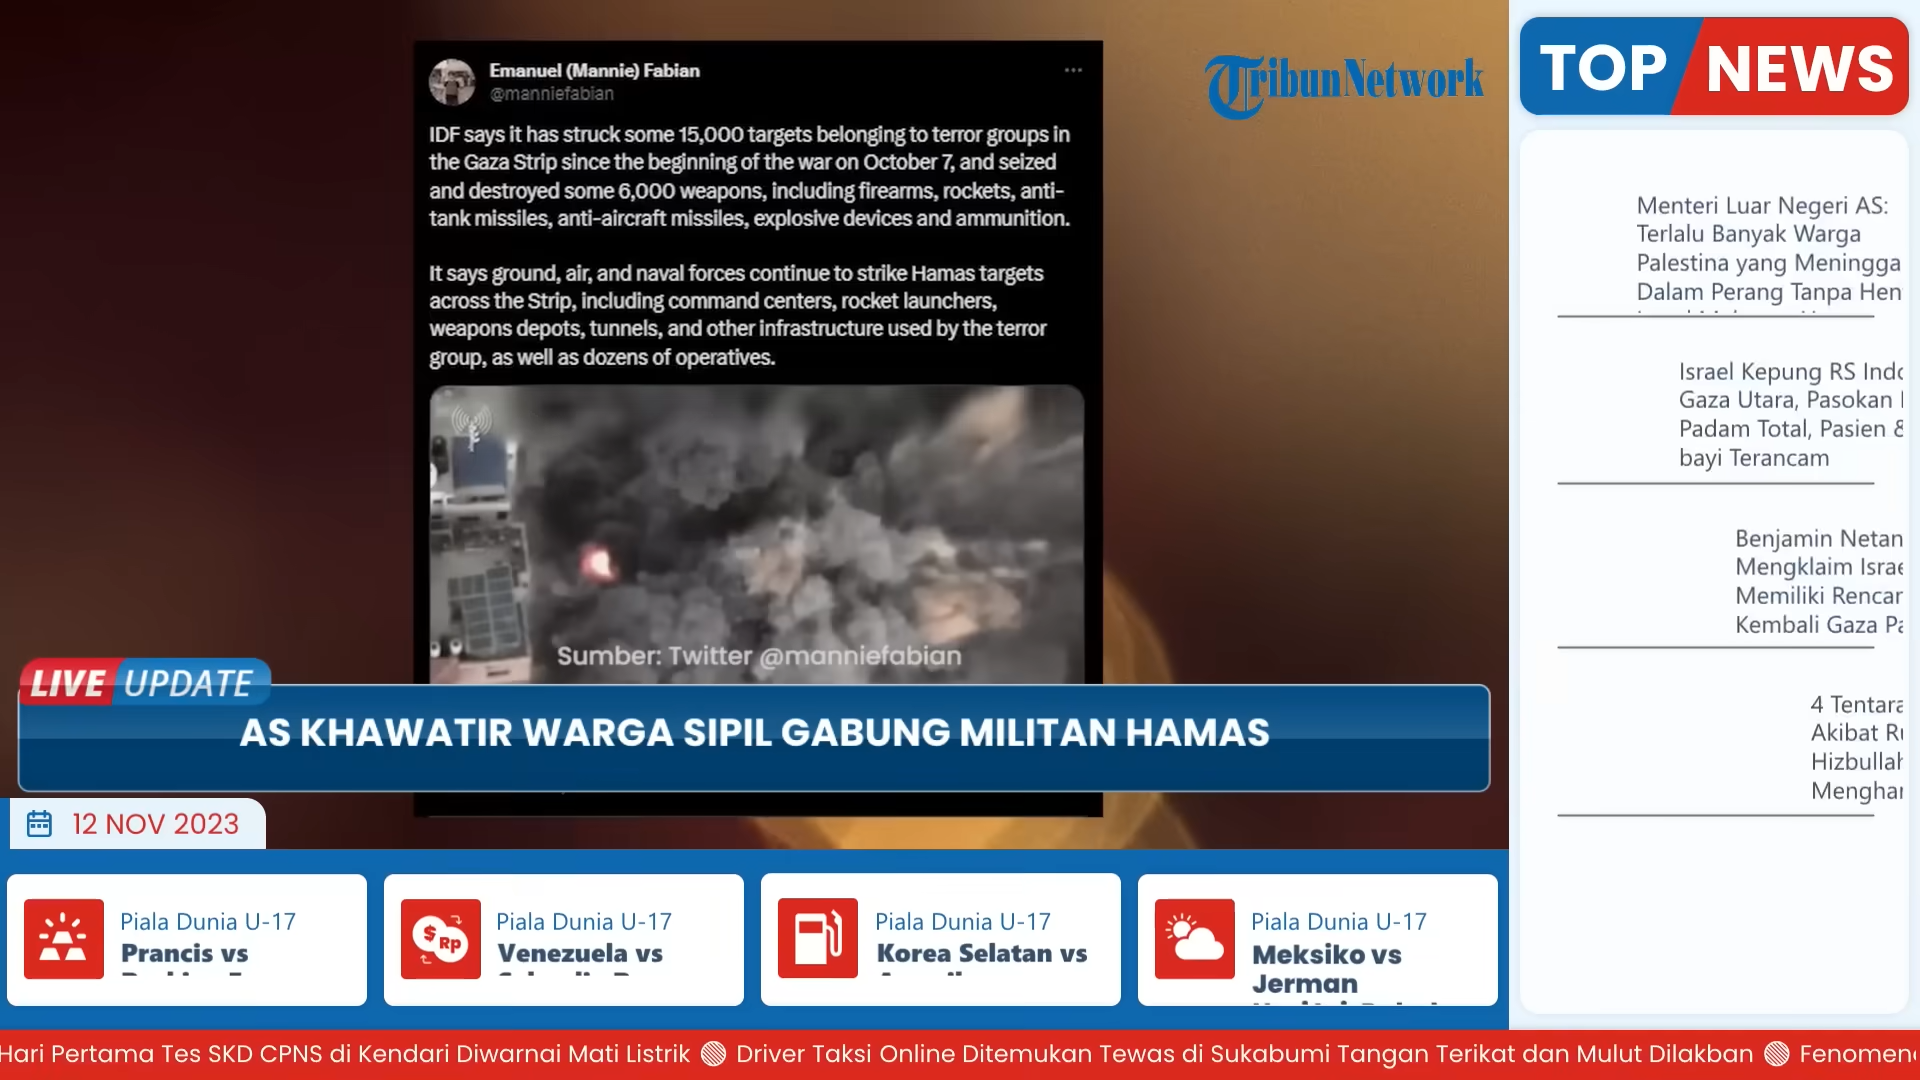 Emanuel (Mannie) Fabian
@manniefabian
IDF says it has struck some 15,000 targets belonging to terror groups in
the Gaza Strip since the beginning of the war on October 7, and seized
and destroyed some 6,000 weapons, including firearms, rockets, anti-
tank missiles, anti-aircraft missiles, explosive devices and ammunition.
It says ground, air, and naval forces continue to strike Hamas targets
across the Strip, including command centers, rocket launchers,
weapons depots, tunnels, and other infrastructure used by the terror
group, as well as dozens of operatives.
Sumber: Twitter @manniefabian
TribunNetwork
LIVE UPDATE
AS KHAWATIR WARGA SIPIL GABUNG MILITAN HAMAS
12 NOV 2023
TOP NEWS
Menteri Luar Negeri AS:
Terlalu Banyak Warga
Palestina yang Meningga
Dalam Perang Tanpa Hen
Israel Kepung RS Indo
Gaza Utara, Pasokan
Padam Total, Pasien &
bayi Terancam
Benjamin Netan
Mengklaim Israe
Memiliki Rencan
Kembali Gaza Pa
4 Tentara
Akibat Ru
Hizbullah
Menghan
Piala Dunia U-17
Prancis vs
Piala Dunia U-17
Venezuela vs
Piala Dunia U-17
Korea Selatan vs
Piala Dunia U-17
Meksiko vs
Jerman
Hari Pertama Tes SKD CPNS di Kendari Diwarnai Mati Listrik Driver Taksi Online Ditemukan Tewas di Sukabumi Tangan Terikat dan Mulut Dilakban Fenomen